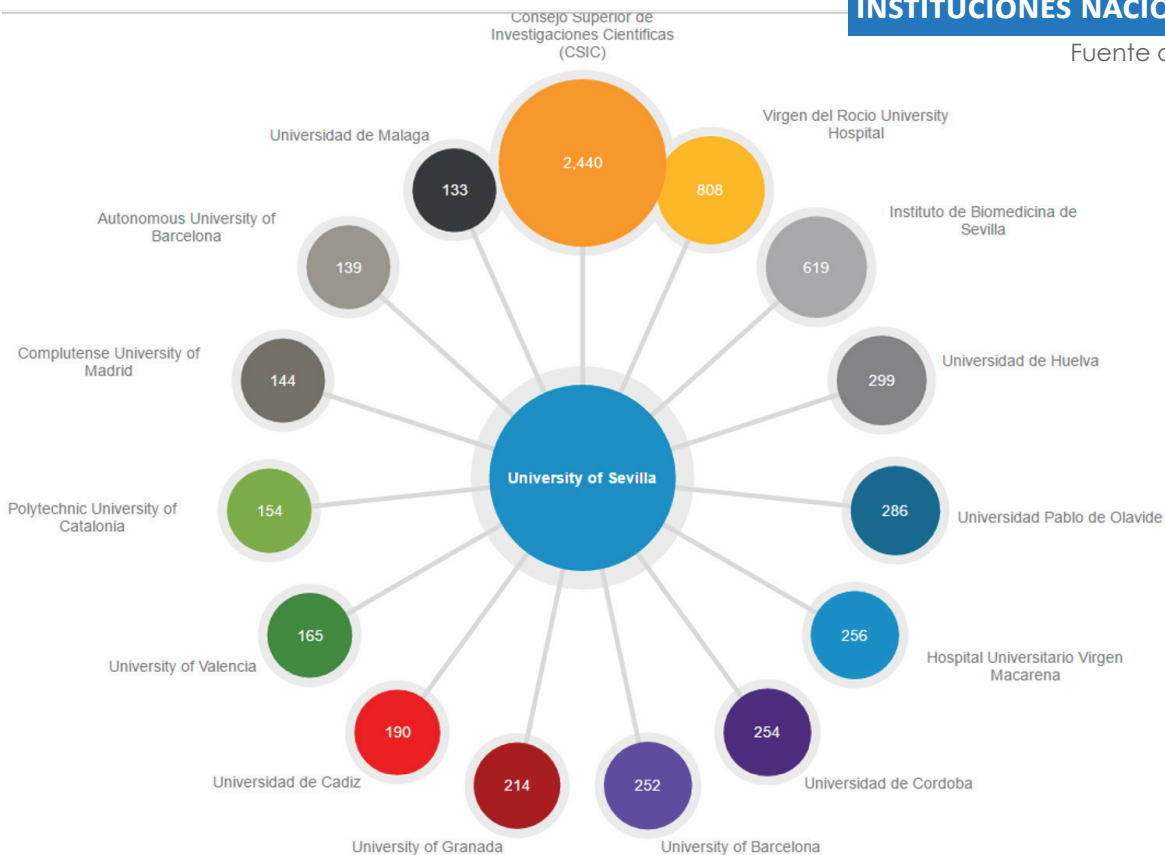 INSTITUCIONES NACIO
Fuente
Consejo Superior de
Investigaciones Cientificas
(CSIC)
2,440
Virgen del Rocio University
Hospital
808
Instituto de Biomedicina de
Sevilla
619
Universidad de Huelva
299
Universidad Pablo de Olavide
286
Hospital Universitario Virgen
Macarena
256
Universidad de Cordoba
254
University of Barcelona
252
University of Granada
214
Universidad de Cadiz
190
University of Valencia
165
Polytechnic University of
Catalonia
154
Complutense University of
Madrid
144
Autonomous University of
Barcelona
139
Universidad de Malaga
133
University of Sevilla